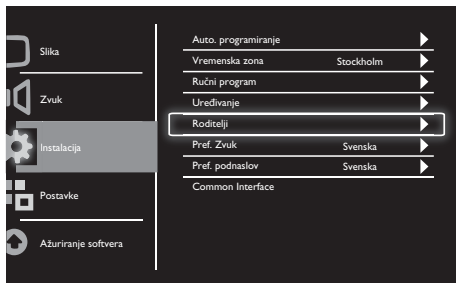 Slika
Zvuk
Instalacija
Postavke
Ažuriranje softvera
Auto. programiranje
Vremenska zona Stockholm
Ručni program
Uređivanje
Roditelji
Pref. Zvuk Svenska
Pref. podnaslov Svenska
Common Interface